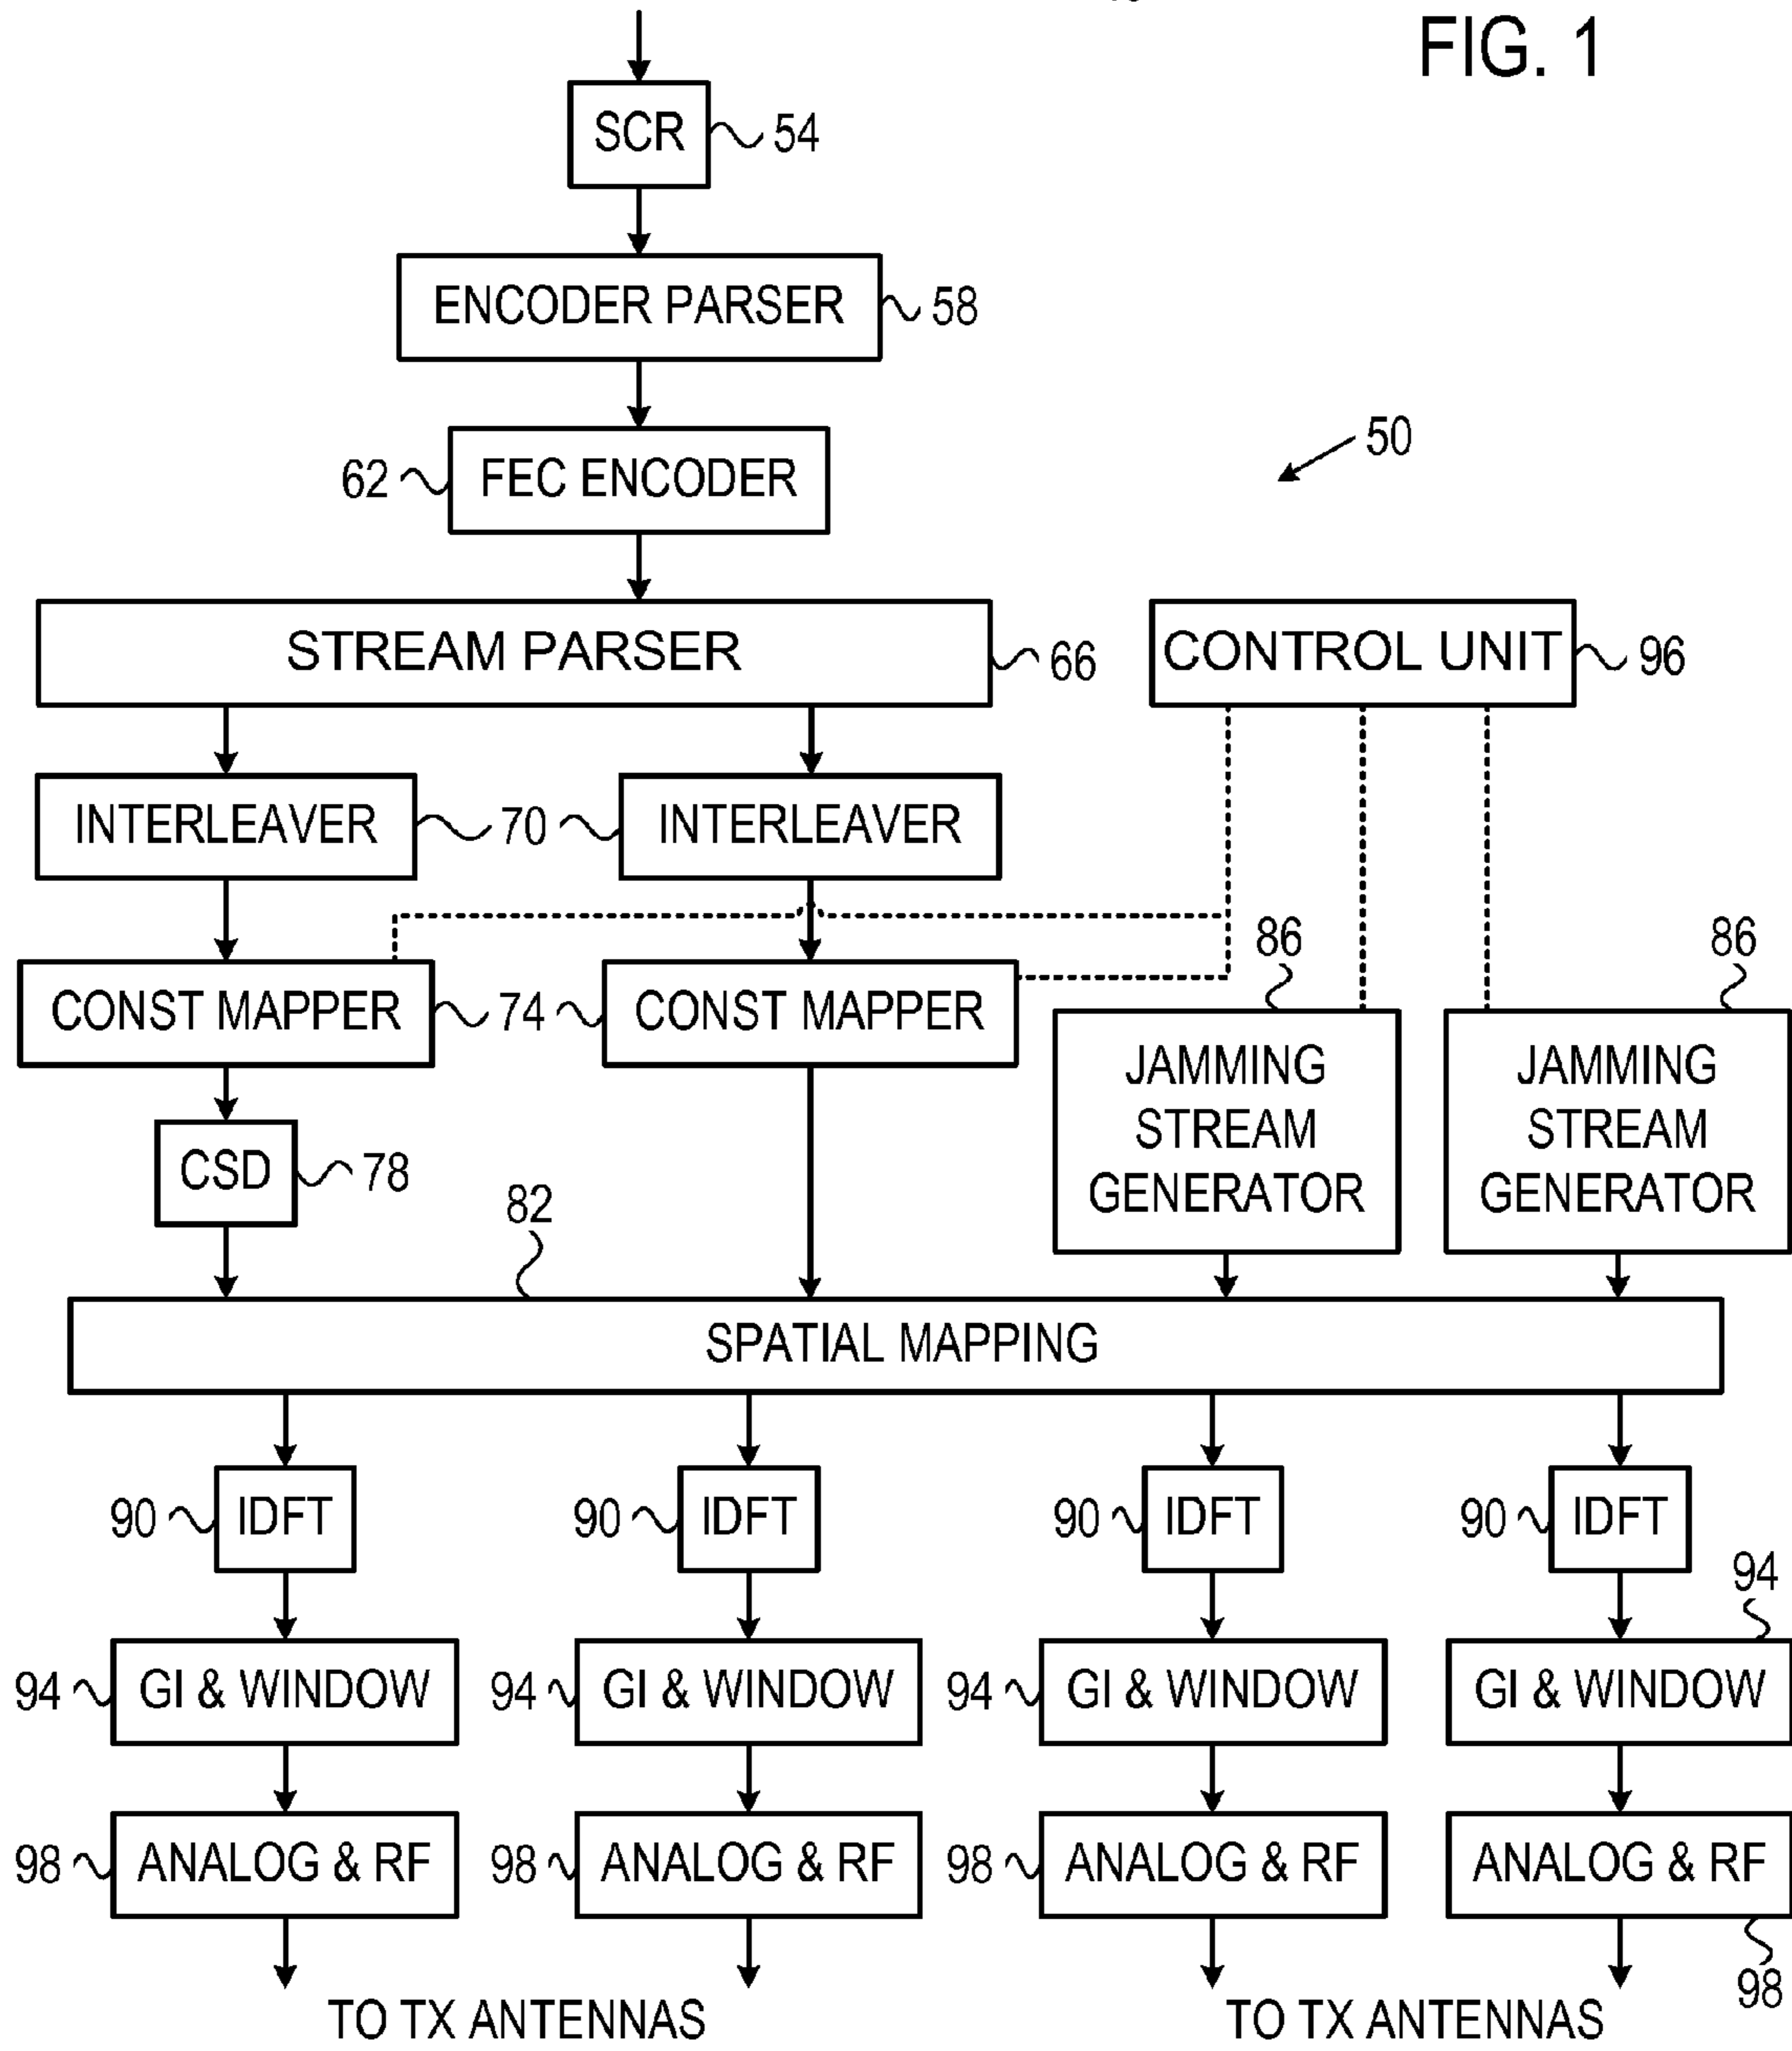 FIG. 1
SCR 54
ENCODER PARSER 58
50
62 FEC ENCODER
STREAM PARSER 66 CONTROL UNIT 96
INTERLEAVER 70 INTERLEAVER
86 86
CONST MAPPER 74 CONST MAPPER
JAMMING STREAM GENERATOR
JAMMING STREAM GENERATOR
CSD 78
82
SPATIAL MAPPING
90 IDFT 90 IDFT 90 IDFT 90 IDFT
94
94 GI & WINDOW 94 GI & WINDOW 94 GI & WINDOW GI & WINDOW
98 ANALOG & RF 98 ANALOG & RF 98 ANALOG & RF ANALOG & RF
98
TO TX ANTENNAS TO TX ANTENNAS